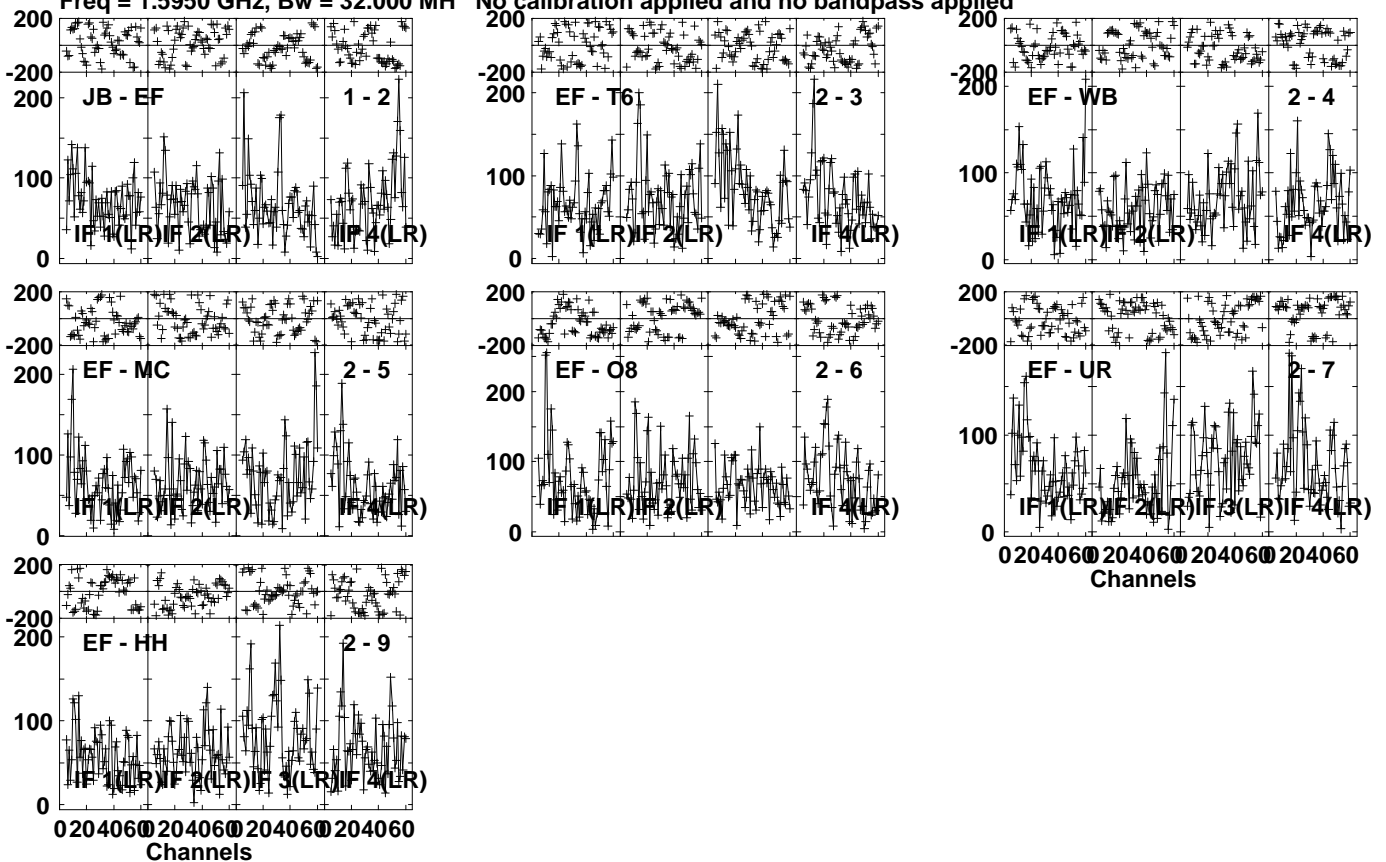 Freq = 1.5950 GHz, Bw = 32.000 MH No calibration applied and no bandpass applied
200
-200
200
100
0
JB - EF
1 - 2
IF 1(LR)
IF 2(LR)
IF 4(LR)
200
-200
200
100
0
EF - T6
2 - 3
IF 1(LR)
IF 2(LR)
IF 4(LR)
200
-200
200
100
0
EF - WB
2 - 4
IF 1(LR)
IF 2(LR)
IF 4(LR)
200
-200
200
100
0
EF - MC
2 - 5
IF 1(LR)
IF 2(LR)
IF 4(LR)
200
-200
200
100
0
EF - O8
2 - 6
IF 1(LR)
IF 2(LR)
IF 4(LR)
200
-200
100
0
EF - UR
2 - 7
IF 1(LR)
IF 2(LR)
IF 3(LR)
IF 4(LR)
0 20 40 60 0 20 40 60 0 20 40 60 0 20 40 60
Channels
200
-200
200
100
0
EF - HH
2 - 9
IF 1(LR)
IF 2(LR)
IF 3(LR)
IF 4(LR)
0 20 40 60 0 20 40 60 0 20 40 60 0 20 40 60
Channels